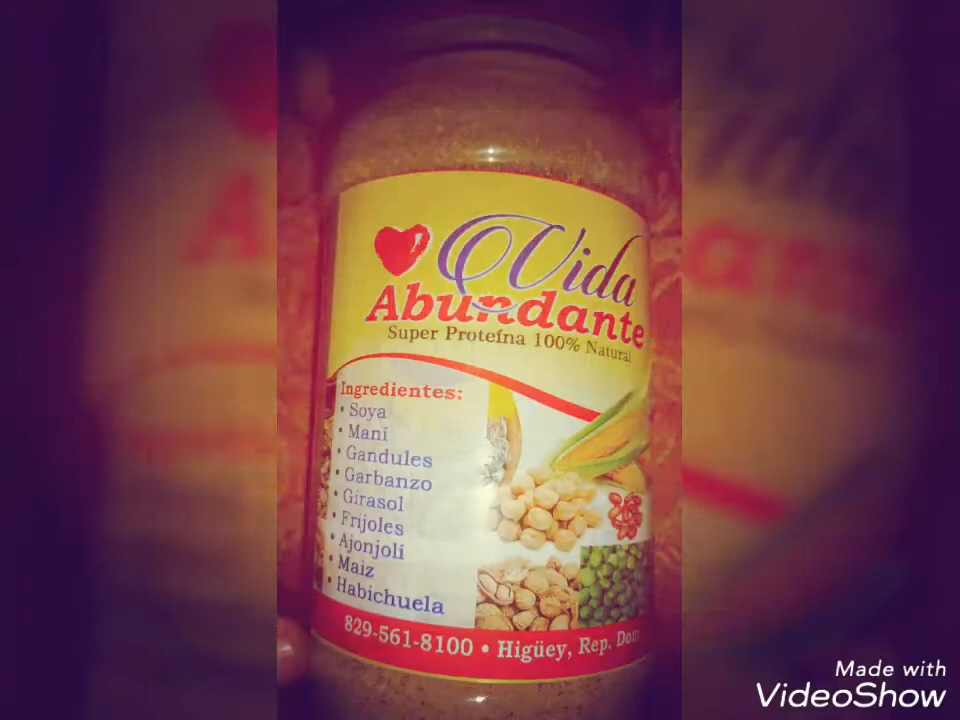 Vida
Abundante
Super Proteína 100% Natural
Ingredientes:
• Soya
• Maní
• Gandules
• Garbanzo
• Girasol
• Frijoles
• Ajonjolí
• Maiz
• Habichuela
829-561-8100 • Higüey, Rep. Dom
Made with
VideoShow